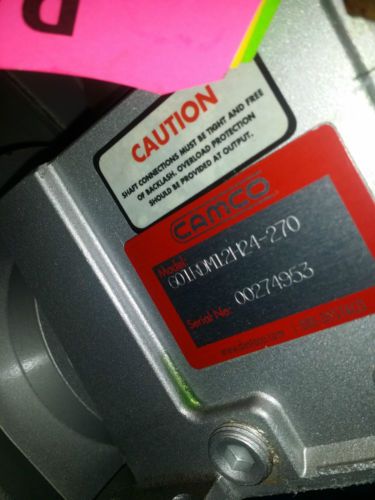 CAUTION
SHAFT CONNECTIONS MUST BE TIGHT AND FREE
OF BACKLASH. OVERLOAD PROTECTION
SHOULD BE PROVIDED AT OUTPUT.
CAMCO
Model:
601RDM12H24-270
Serial No:
00274953